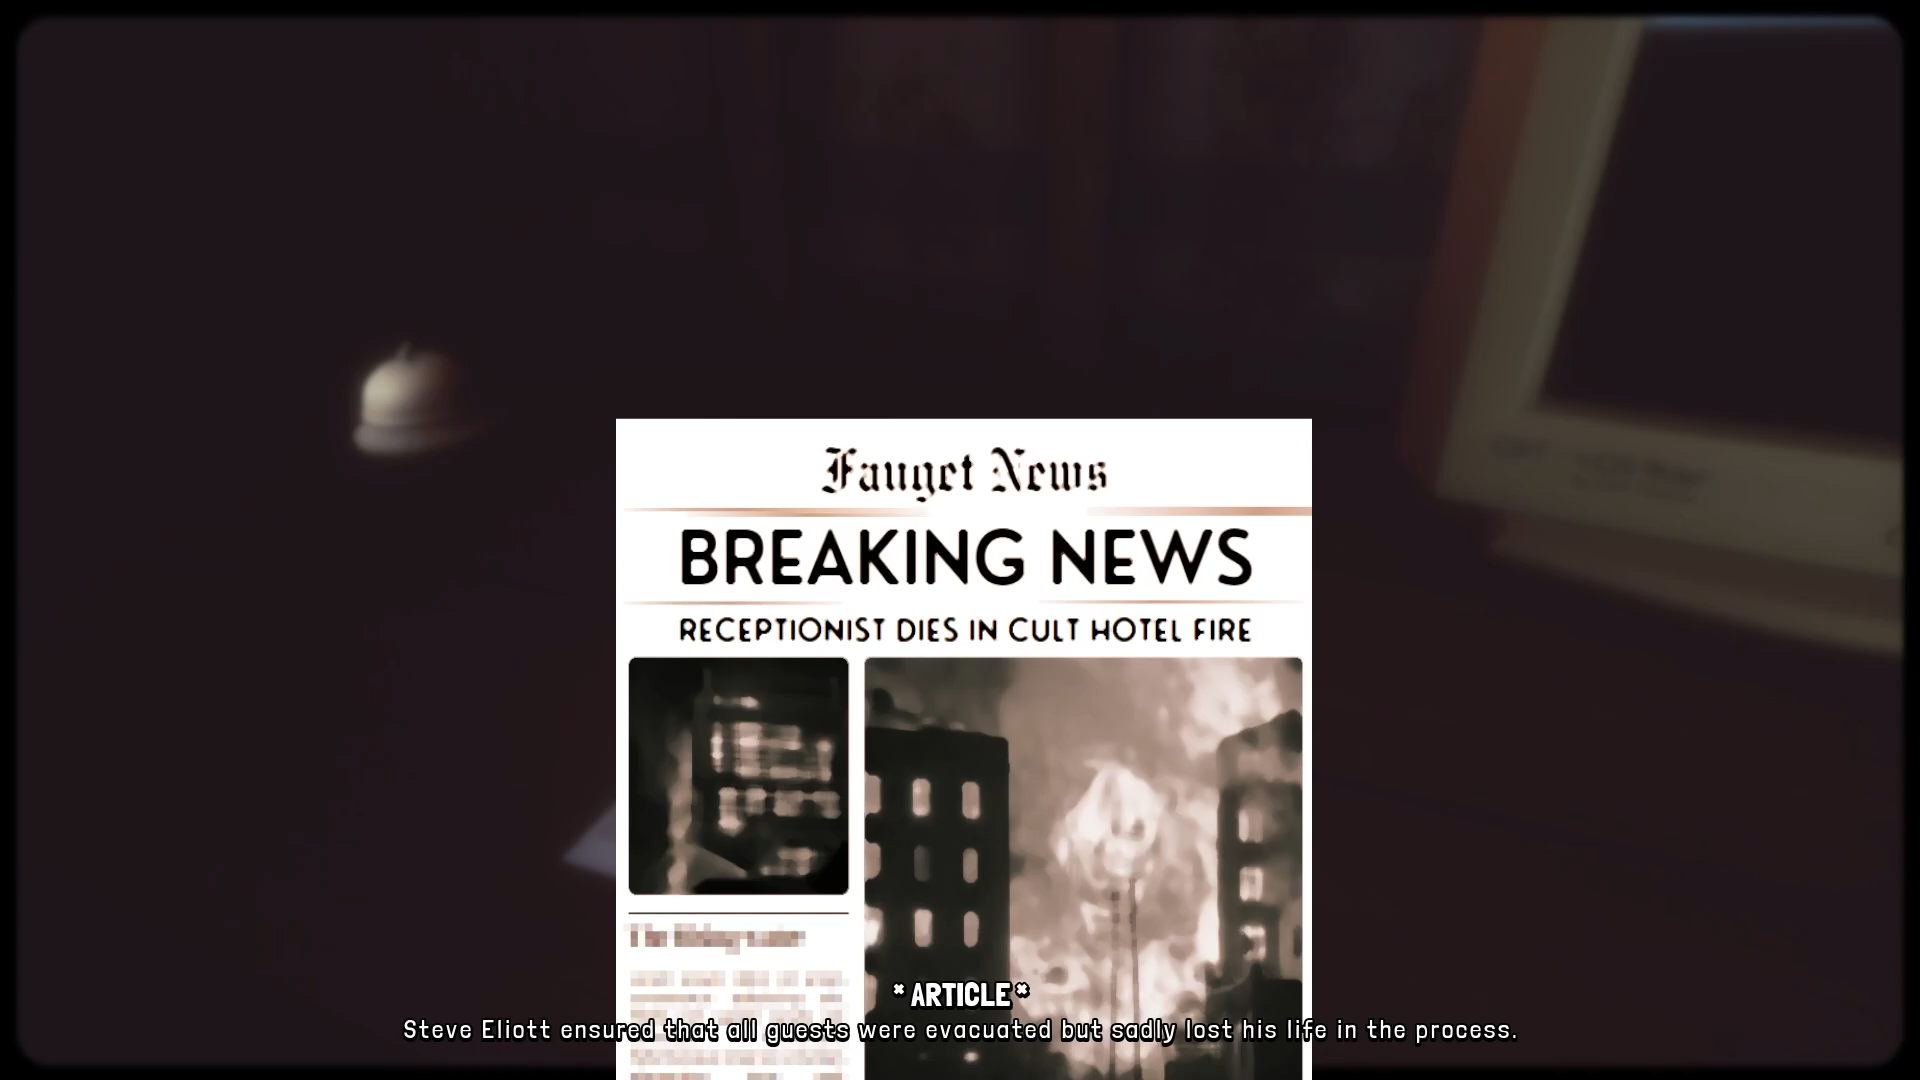 Fauget News
BREAKING NEWS
RECEPTIONIST DIES IN CULT HOTEL FIRE
* ARTICLE *
Steve Eliott ensured that all guests were evacuated but sadly lost his life in the process.